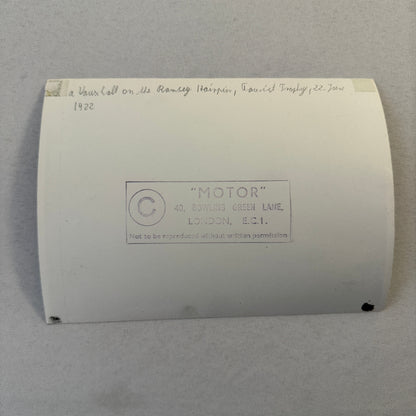 a Vauxhall on the Ramsey Hairpin, Tourist Trophy, 22 June
1922
©
"MOTOR"
40, BOWLING GREEN LANE,
LONDON, E.C.1.
Not to be reproduced without written permission